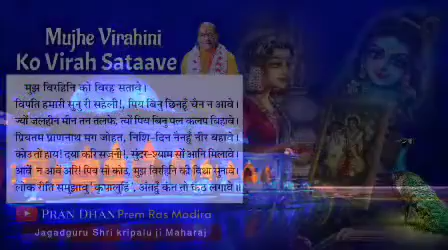 Mujhe Virahini
Ko Virah Sataave
मुझ विरहिनि को विरह सतावे।
विपति हमारी सुनु री सहेली!, पिय बिनु छिनहूँ चैन न आवे।
ज्यों जलहीन मीन तन तलफे, त्यों पिय बिनु पल कलप बिहावे।
प्रियतम प्राणनाथ मग जोहत, निशि-दिन नैनहूँ नीर बहावे।
कोउ तो हाय! दया करि सजनी!, सुंदर-श्याम सों आनि मिलावे।
आवें न आवें अरि! पिय सों कोउ, मुझ विरहिनि की दिशा सुनावे।
लोक रीति समुझावु 'कृपालुहिं', अंतहुँ कंत तो कंठ लगावे॥
PRAN DHAN Prem Ras Madira
Jagadguru Shri kripalu ji Maharaj